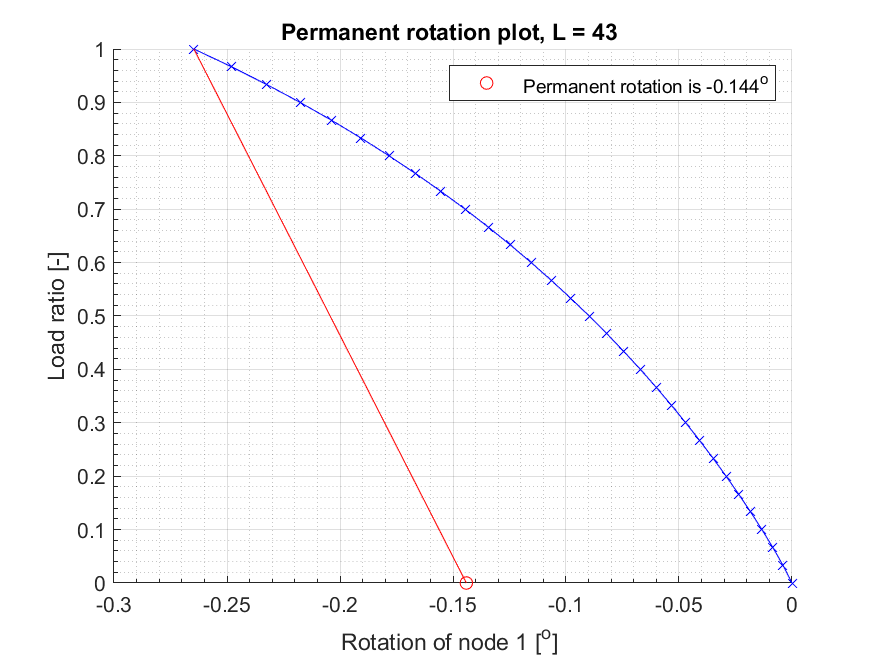 Permanent rotation plot, L = 43
Permanent rotation is -0.144°
Load ratio [-]
1
0.9
0.8
0.7
0.6
0.5
0.4
0.3
0.2
0.1
0
-0.3 -0.25 -0.2 -0.15 -0.1 -0.05 0
Rotation of node 1 [°]